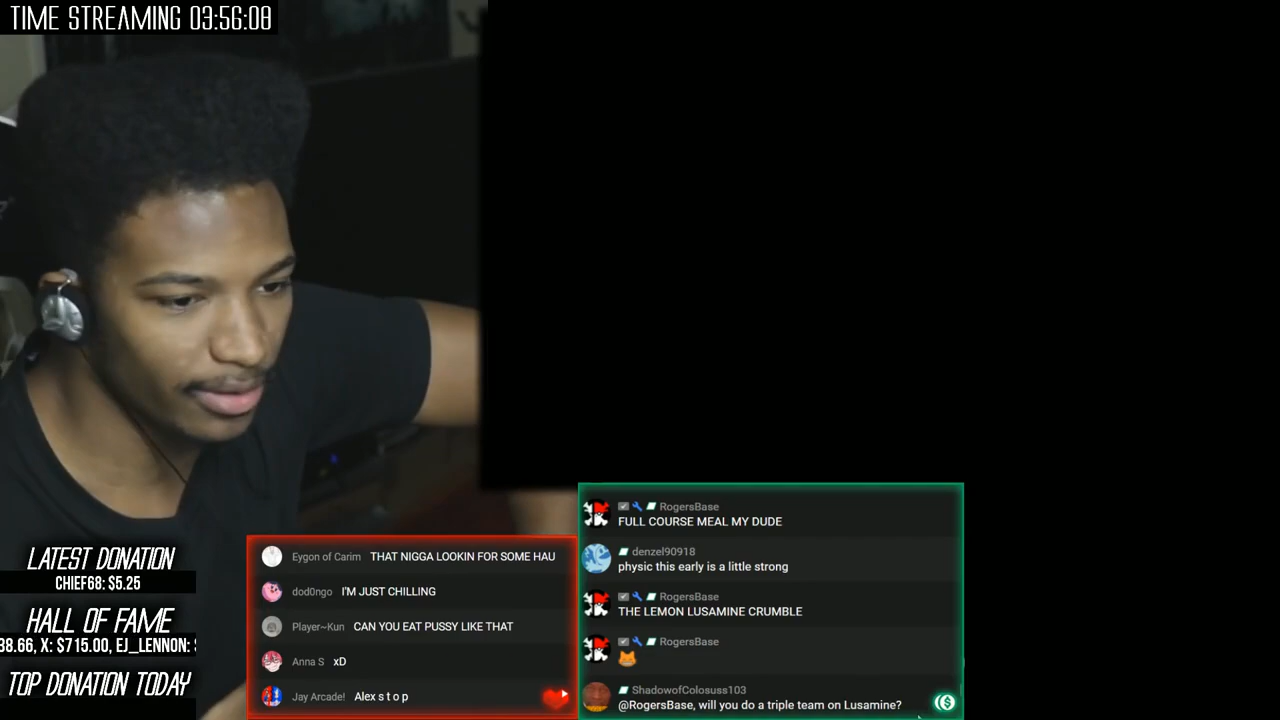 TIME STREAMING 03:56:08
LATEST DONATION
CHIEF68: $5.25
HALL OF FAME
38.66, X: $715.00, EJ_LENNON: $
TOP DONATION TODAY
Eygon of Carim THAT NIGGA LOOKIN FOR SOME HAU
dod0ngo I'M JUST CHILLING
Player~Kun CAN YOU EAT PUSSY LIKE THAT
Anna S xD
Jay Arcade! Alex s t o p
RogersBase
FULL COURSE MEAL MY DUDE
denzel90918
physic this early is a little strong
RogersBase
THE LEMON LUSAMINE CRUMBLE
RogersBase
ShadowofColosuss103
@RogersBase, will you do a triple team on Lusamine?